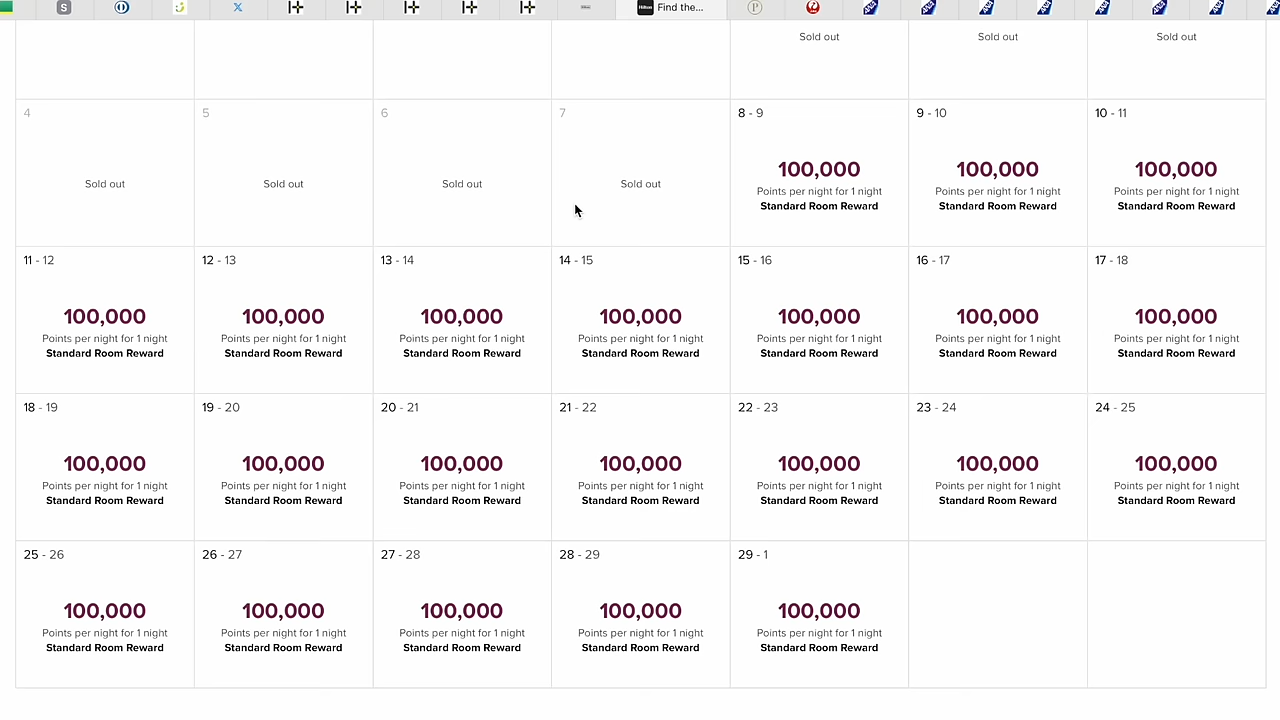 Hilton Find the...
Sold out Sold out Sold out
4 5 6 7 8 - 9 9 - 10 10 - 11
100,000 100,000 100,000
Sold out Sold out Sold out Sold out Points per night for 1 night Points per night for 1 night Points per night for 1 night
Standard Room Reward Standard Room Reward Standard Room Reward
11 - 12 12 - 13 13 - 14 14 - 15 15 - 16 16 - 17 17 - 18
100,000 100,000 100,000 100,000 100,000 100,000 100,000
Points per night for 1 night Points per night for 1 night Points per night for 1 night Points per night for 1 night Points per night for 1 night Points per night for 1 night Points per night for 1 night
Standard Room Reward Standard Room Reward Standard Room Reward Standard Room Reward Standard Room Reward Standard Room Reward Standard Room Reward
18 - 19 19 - 20 20 - 21 21 - 22 22 - 23 23 - 24 24 - 25
100,000 100,000 100,000 100,000 100,000 100,000 100,000
Points per night for 1 night Points per night for 1 night Points per night for 1 night Points per night for 1 night Points per night for 1 night Points per night for 1 night Points per night for 1 night
Standard Room Reward Standard Room Reward Standard Room Reward Standard Room Reward Standard Room Reward Standard Room Reward Standard Room Reward
25 - 26 26 - 27 27 - 28 28 - 29 29 - 1
100,000 100,000 100,000 100,000 100,000
Points per night for 1 night Points per night for 1 night Points per night for 1 night Points per night for 1 night Points per night for 1 night
Standard Room Reward Standard Room Reward Standard Room Reward Standard Room Reward Standard Room Reward